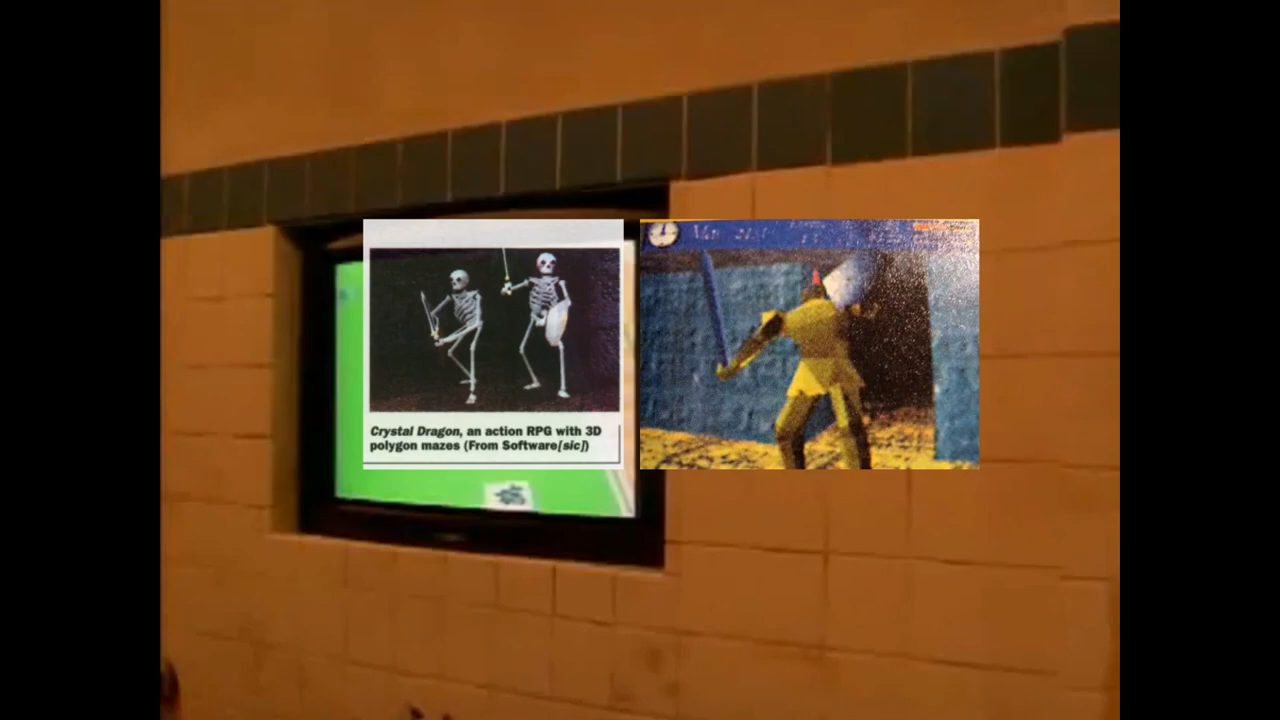 Crystal Dragon, an action RPG with 3D
polygon mazes (From Software[sic])